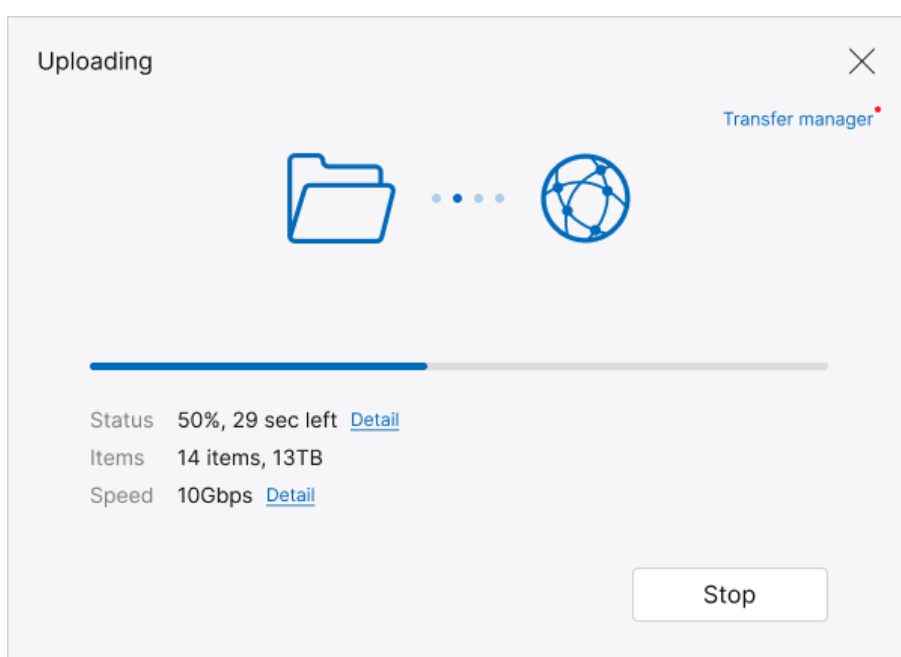 Uploading
Transfer manager
Status 50%, 29 sec left Detail
Items 14 items, 13TB
Speed 10Gbps Detail
Stop